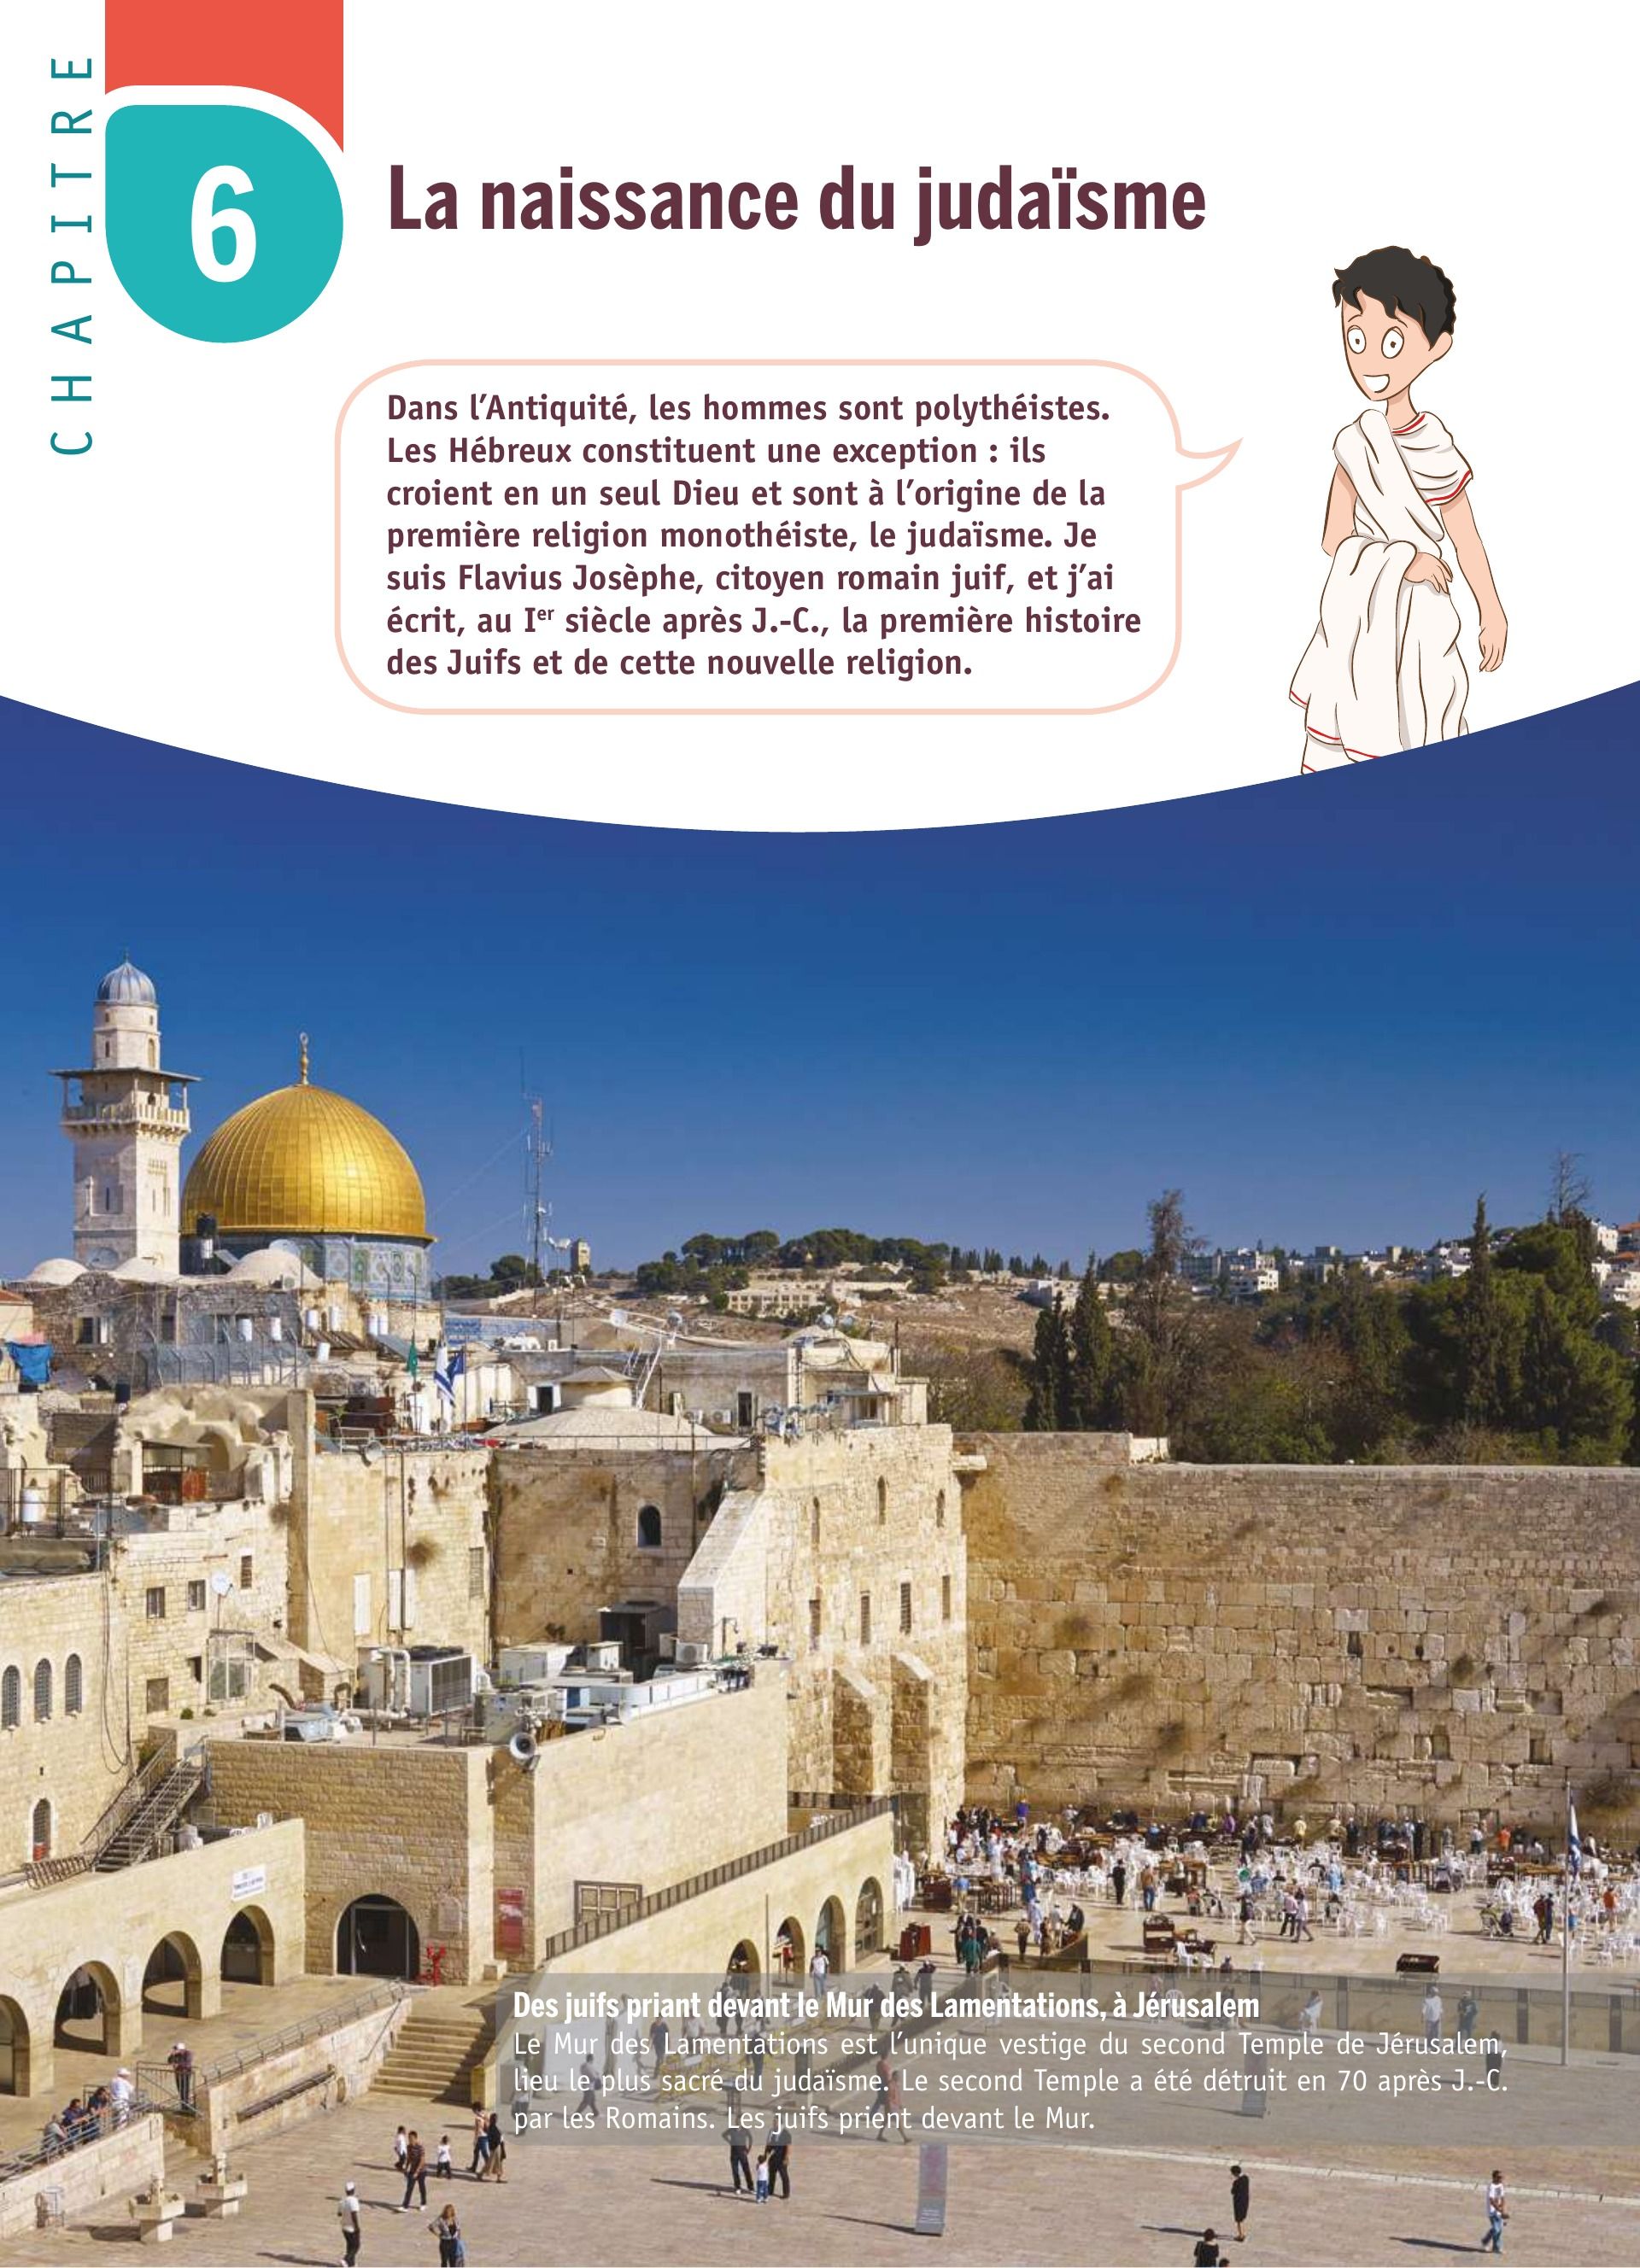 CHAPITRE
6
La naissance du judaïsme
Dans l’Antiquité, les hommes sont polythéistes.
Les Hébreux constituent une exception : ils
croient en un seul Dieu et sont à l’origine de la
première religion monothéiste, le judaïsme. Je
suis Flavius Josèphe, citoyen romain juif, et j’ai
écrit, au Ier siècle après J.-C., la première histoire
des Juifs et de cette nouvelle religion.
Des juifs priant devant le Mur des Lamentations, à Jérusalem
Le Mur des Lamentations est l’unique vestige du second Temple de Jérusalem,
lieu le plus sacré du judaïsme. Le second Temple a été détruit en 70 après J.-C.
par les Romains. Les juifs prient devant le Mur.